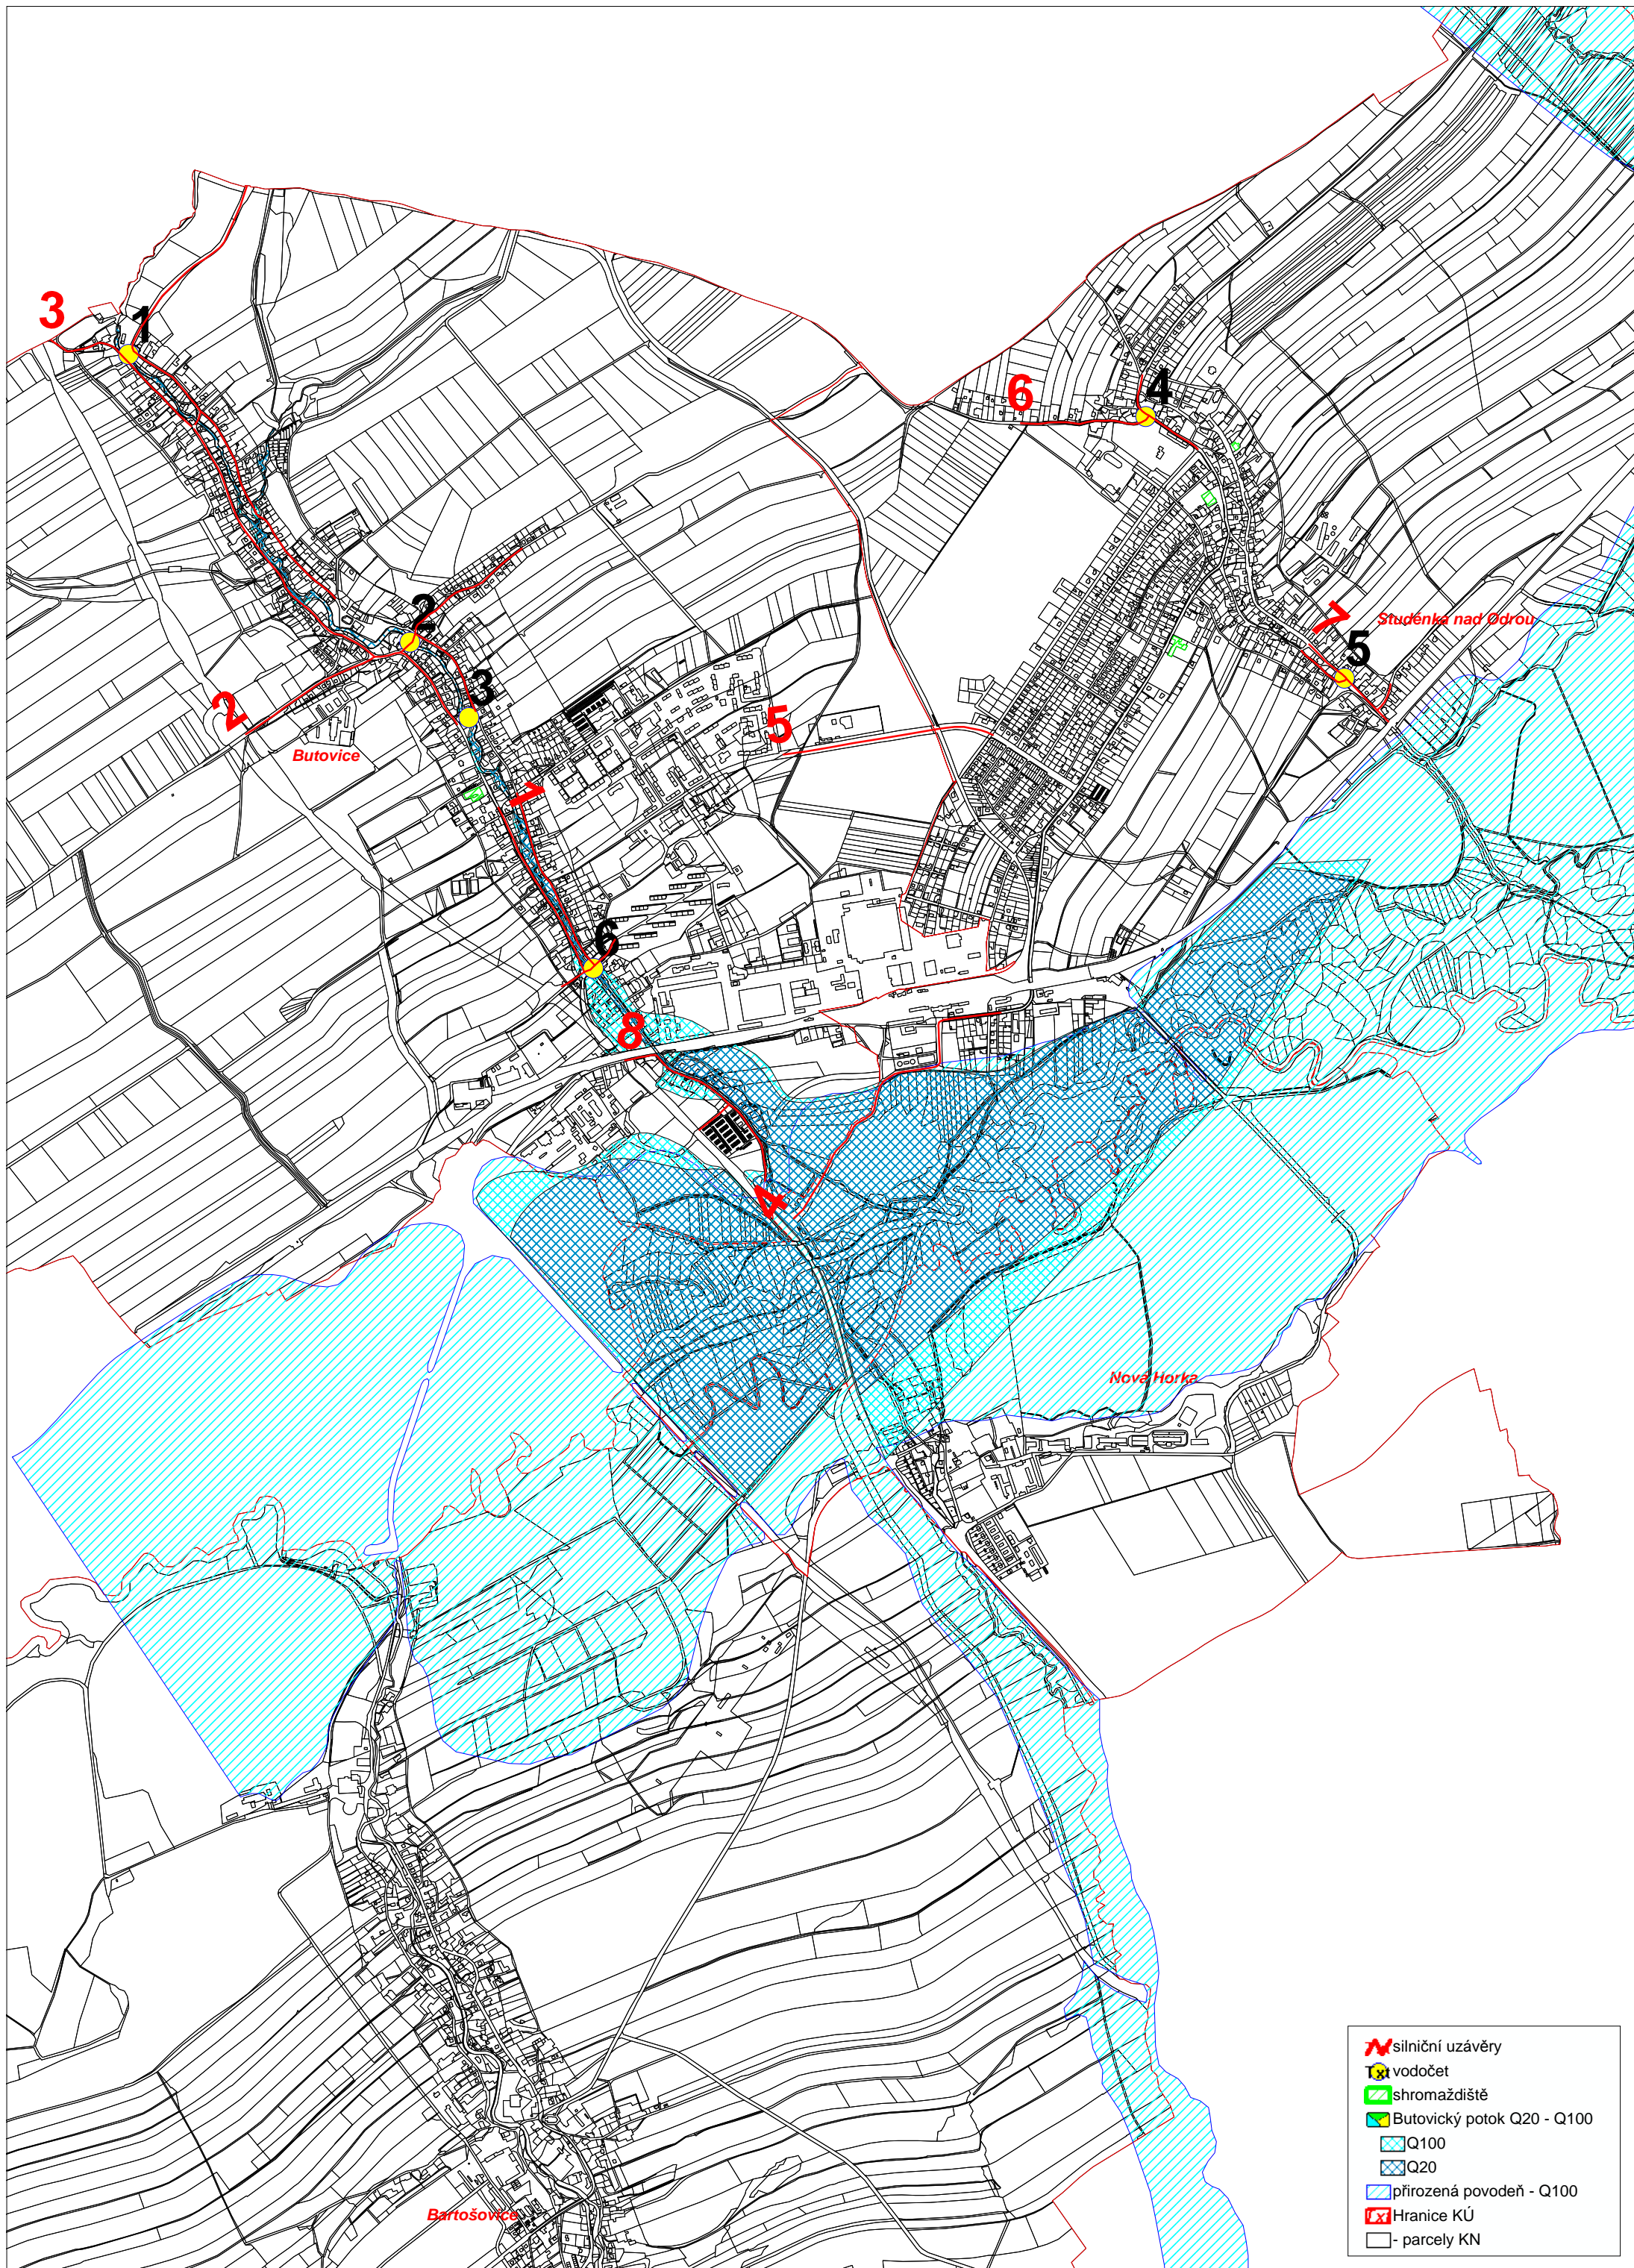 3
1
6
4
2
7
Studénka nad Odrou
5
2
3
5
Butovice
1
6
8
4
Nová Horka
Bartošovice
silniční uzávěry
Txt vodočet
shromaždiště
Butovický potok Q20 - Q100
Q100
Q20
přirozená povodeň - Q100
Txt Hranice KÚ
- parcely KN